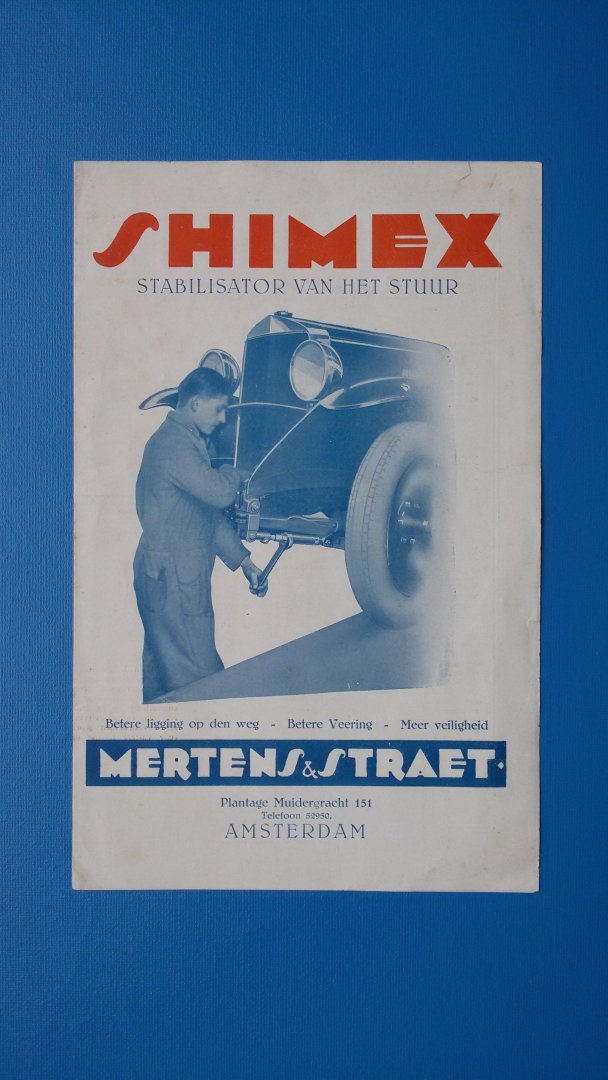 SHIMEX
STABILISATOR VAN HET STUUR
Betere ligging op den weg - Betere Veering - Meer veiligheid
MERTENS & STRAET
Plantage Muidergracht 151
Telefoon 52950.
AMSTERDAM